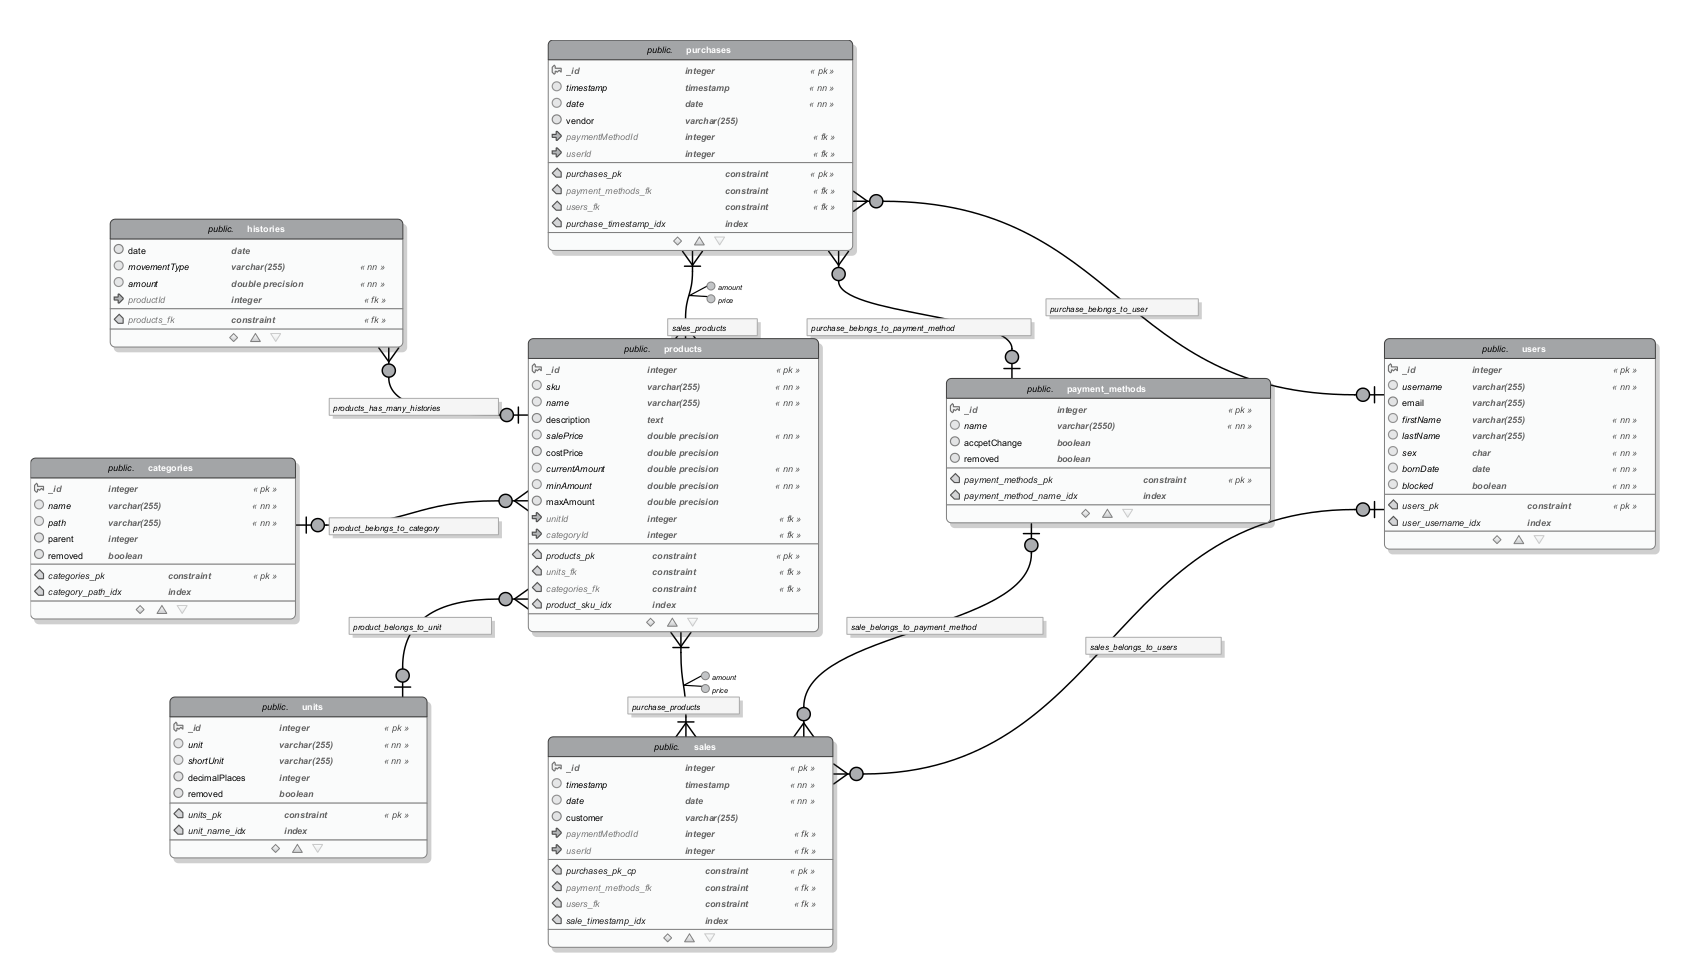 public. purchases
_id integer « pk »
timestamp timestamp « nn »
date date « nn »
vendor varchar(255)
paymentMethodId integer « fk »
userId integer « fk »
purchases_pk constraint « pk »
payment_methods_fk constraint « fk »
users_fk constraint « fk »
purchase_timestamp_idx index
public. histories
date date
movementType varchar(255) « nn »
amount double precision « nn »
productId integer « fk »
products_fk constraint « fk »
amount
price
sales_products
purchase_belongs_to_payment_method
purchase_belongs_to_user
products_has_many_histories
public. products
_id integer « pk »
sku varchar(255) « nn »
name varchar(255) « nn »
description text
salePrice double precision « nn »
costPrice double precision
currentAmount double precision « nn »
minAmount double precision « nn »
maxAmount double precision
unitId integer « fk »
categoryId integer « fk »
products_pk constraint « pk »
units_fk constraint « fk »
categories_fk constraint « fk »
product_sku_idx index
public. payment_methods
_id integer « pk »
name varchar(2550) « nn »
accpetChange boolean
removed boolean
payment_methods_pk constraint « pk »
payment_method_name_idx index
public. users
_id integer « pk »
username varchar(255) « nn »
email varchar(255)
firstName varchar(255) « nn »
lastName varchar(255) « nn »
sex char « nn »
bornDate date « nn »
blocked boolean « nn »
users_pk constraint « pk »
user_username_idx index
public. categories
_id integer « pk »
name varchar(255) « nn »
path varchar(255) « nn »
parent integer
removed boolean
categories_pk constraint « pk »
category_path_idx index
product_belongs_to_category
product_belongs_to_unit
sale_belongs_to_payment_method
sales_belongs_to_users
amount
price
purchase_products
public. units
_id integer « pk »
unit varchar(255) « nn »
shortUnit varchar(255) « nn »
decimalPlaces integer
removed boolean
units_pk constraint « pk »
unit_name_idx index
public. sales
_id integer « pk »
timestamp timestamp « nn »
date date « nn »
customer varchar(255)
paymentMethodId integer « fk »
userId integer « fk »
purchases_pk_cp constraint « pk »
payment_methods_fk constraint « fk »
users_fk constraint « fk »
sale_timestamp_idx index